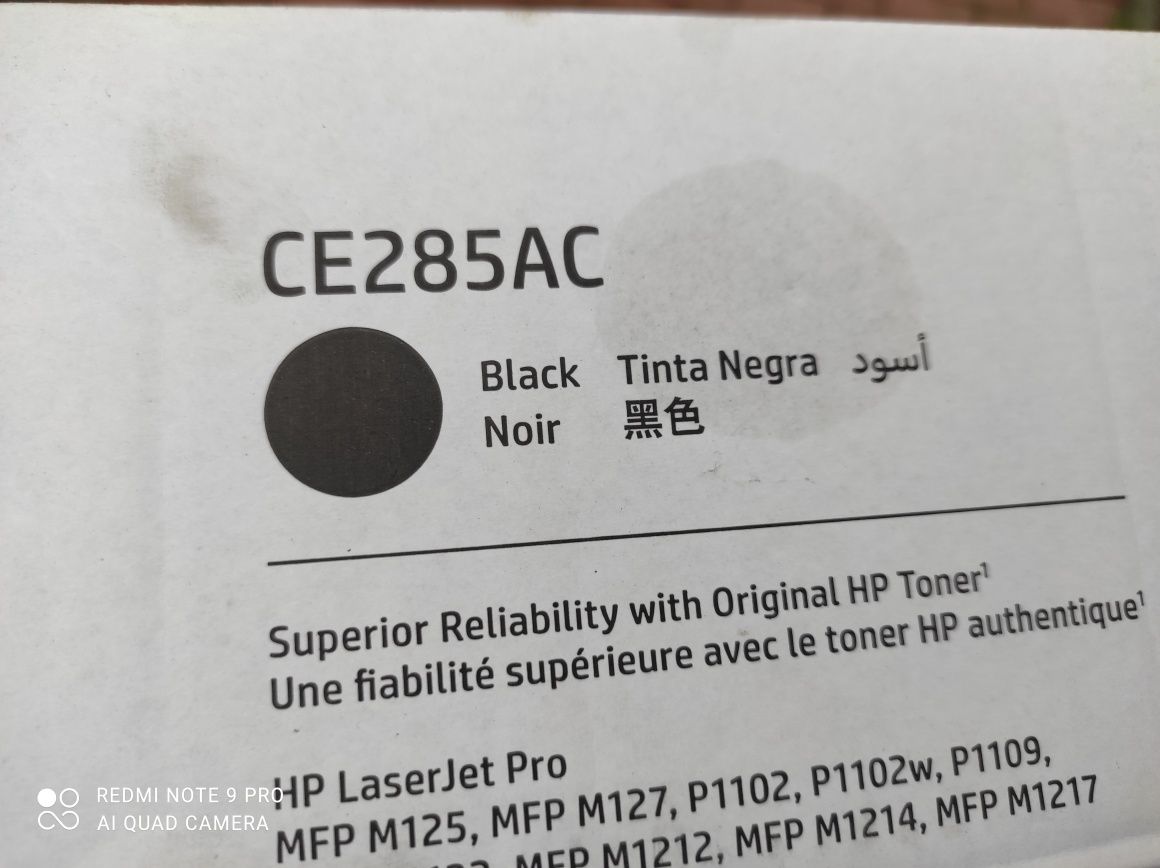 CE285AC
Black Tinta Negra أسود
Noir 黑色
Superior Reliability with Original HP Toner¹
Une fiabilité supérieure avec le toner HP authentique¹
HP LaserJet Pro
MFP M125, MFP M127, P1102, P1102w, P1109,
MFP M1212, MFP M1214, MFP M1217
REDMI NOTE 9 PRO
AI QUAD CAMERA